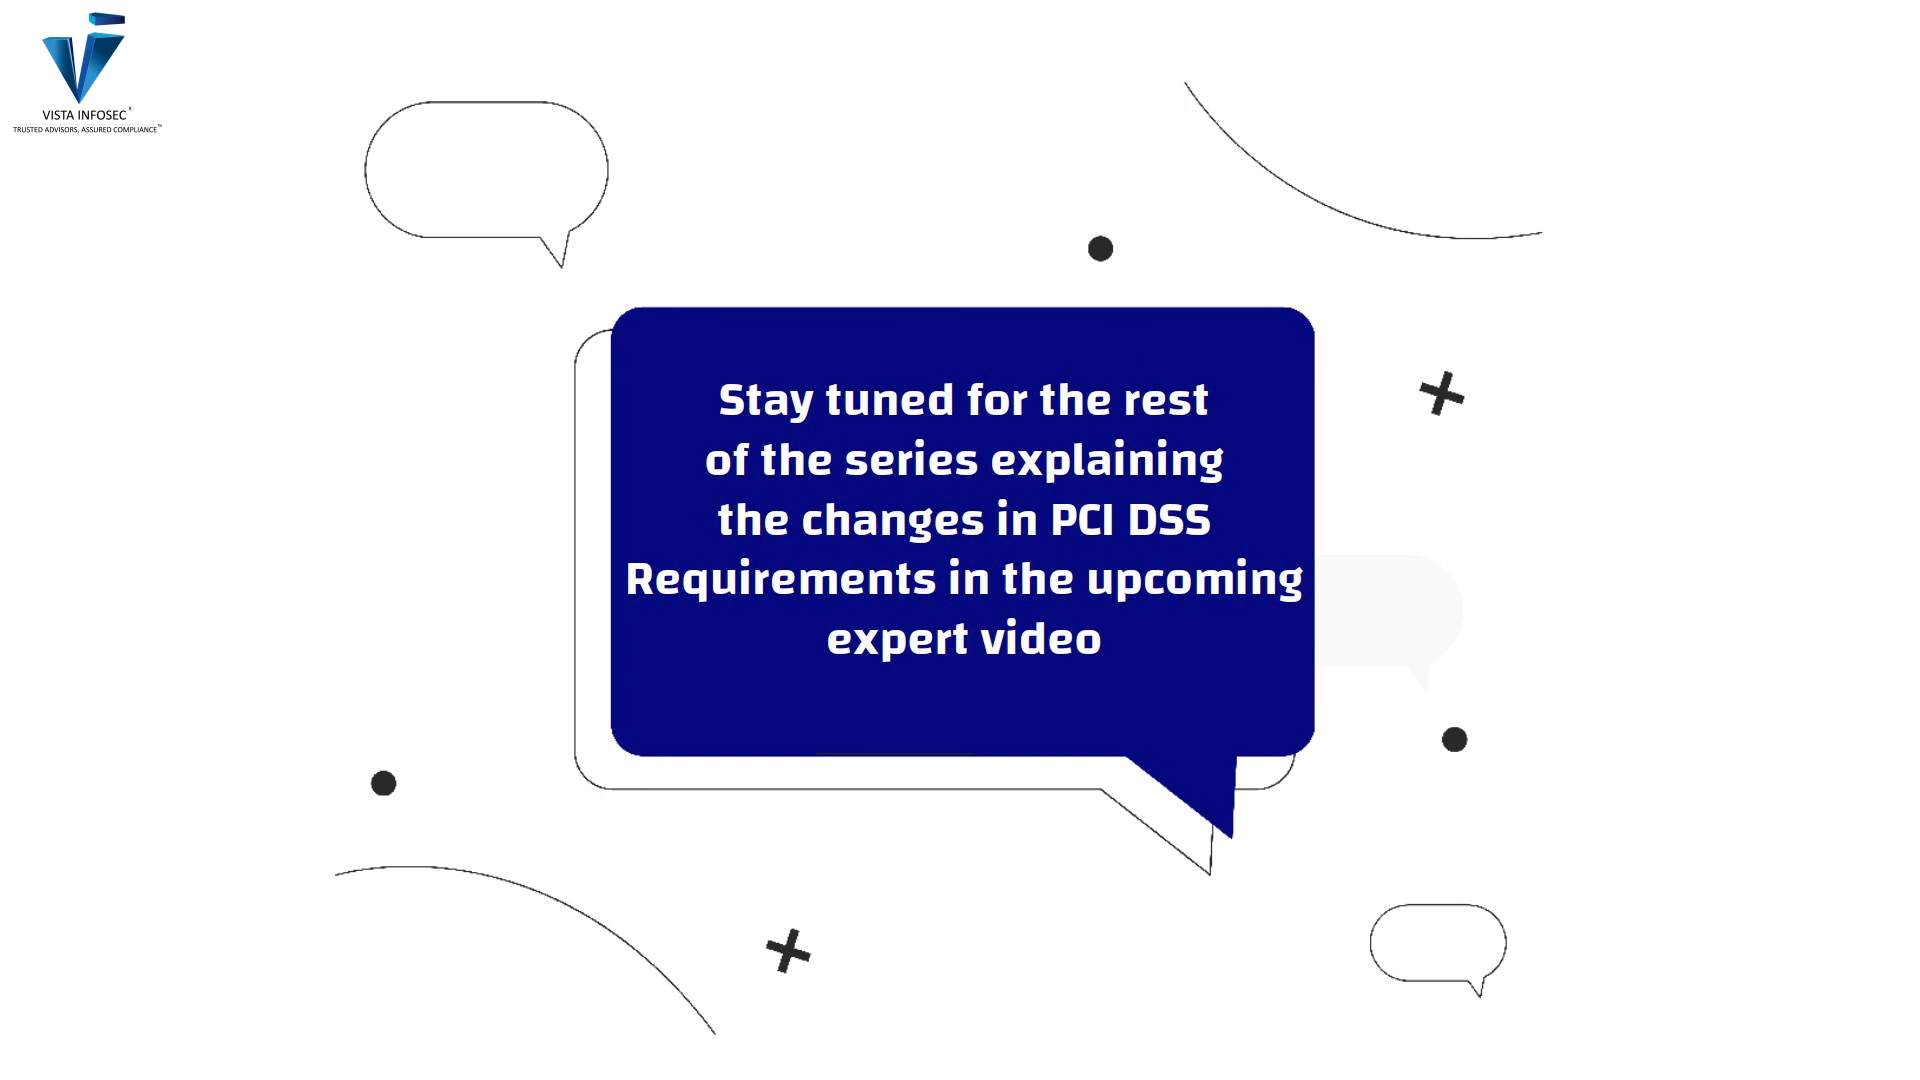 VISTA INFOSEC®
TRUSTED ADVISORS, ASSURED COMPLIANCE™
Stay tuned for the rest
of the series explaining
the changes in PCI DSS
Requirements in the upcoming
expert video